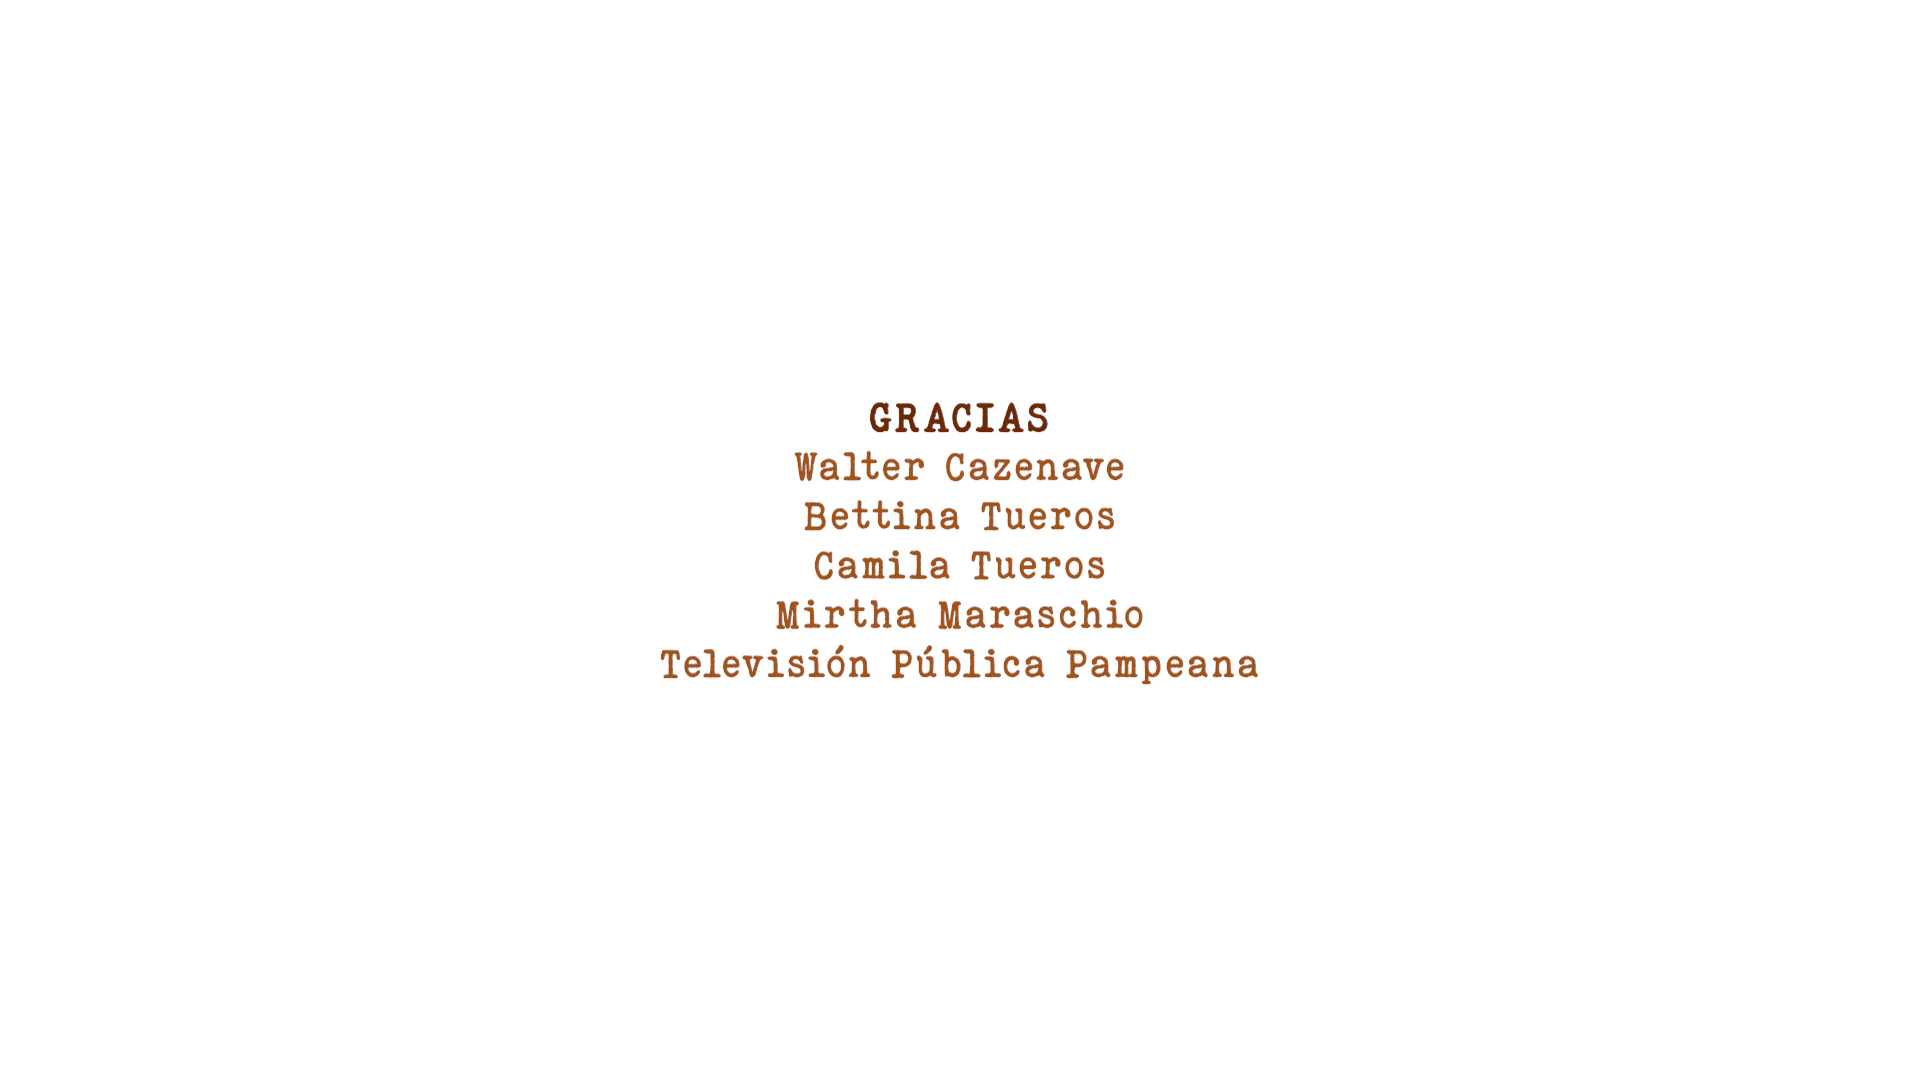 GRACIAS
Walter Cazenave
Bettina Tueros
Camila Tueros
Mirtha Maraschio
Televisión Pública Pampeana